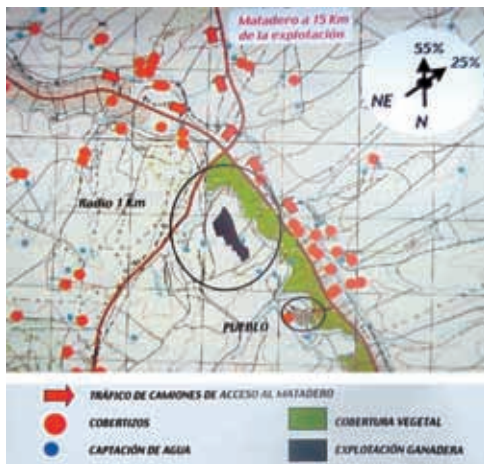 Matadero a 15 Km
de la explotación
55%
25%
NE
N
Radio 1 Km
PUEBLO
TRÁFICO DE CAMIONES DE ACCESO AL MATADERO
COBERTIZOS
COBERTURA VEGETAL
CAPTACIÓN DE AGUA
EXPLOTACIÓN GANADERA